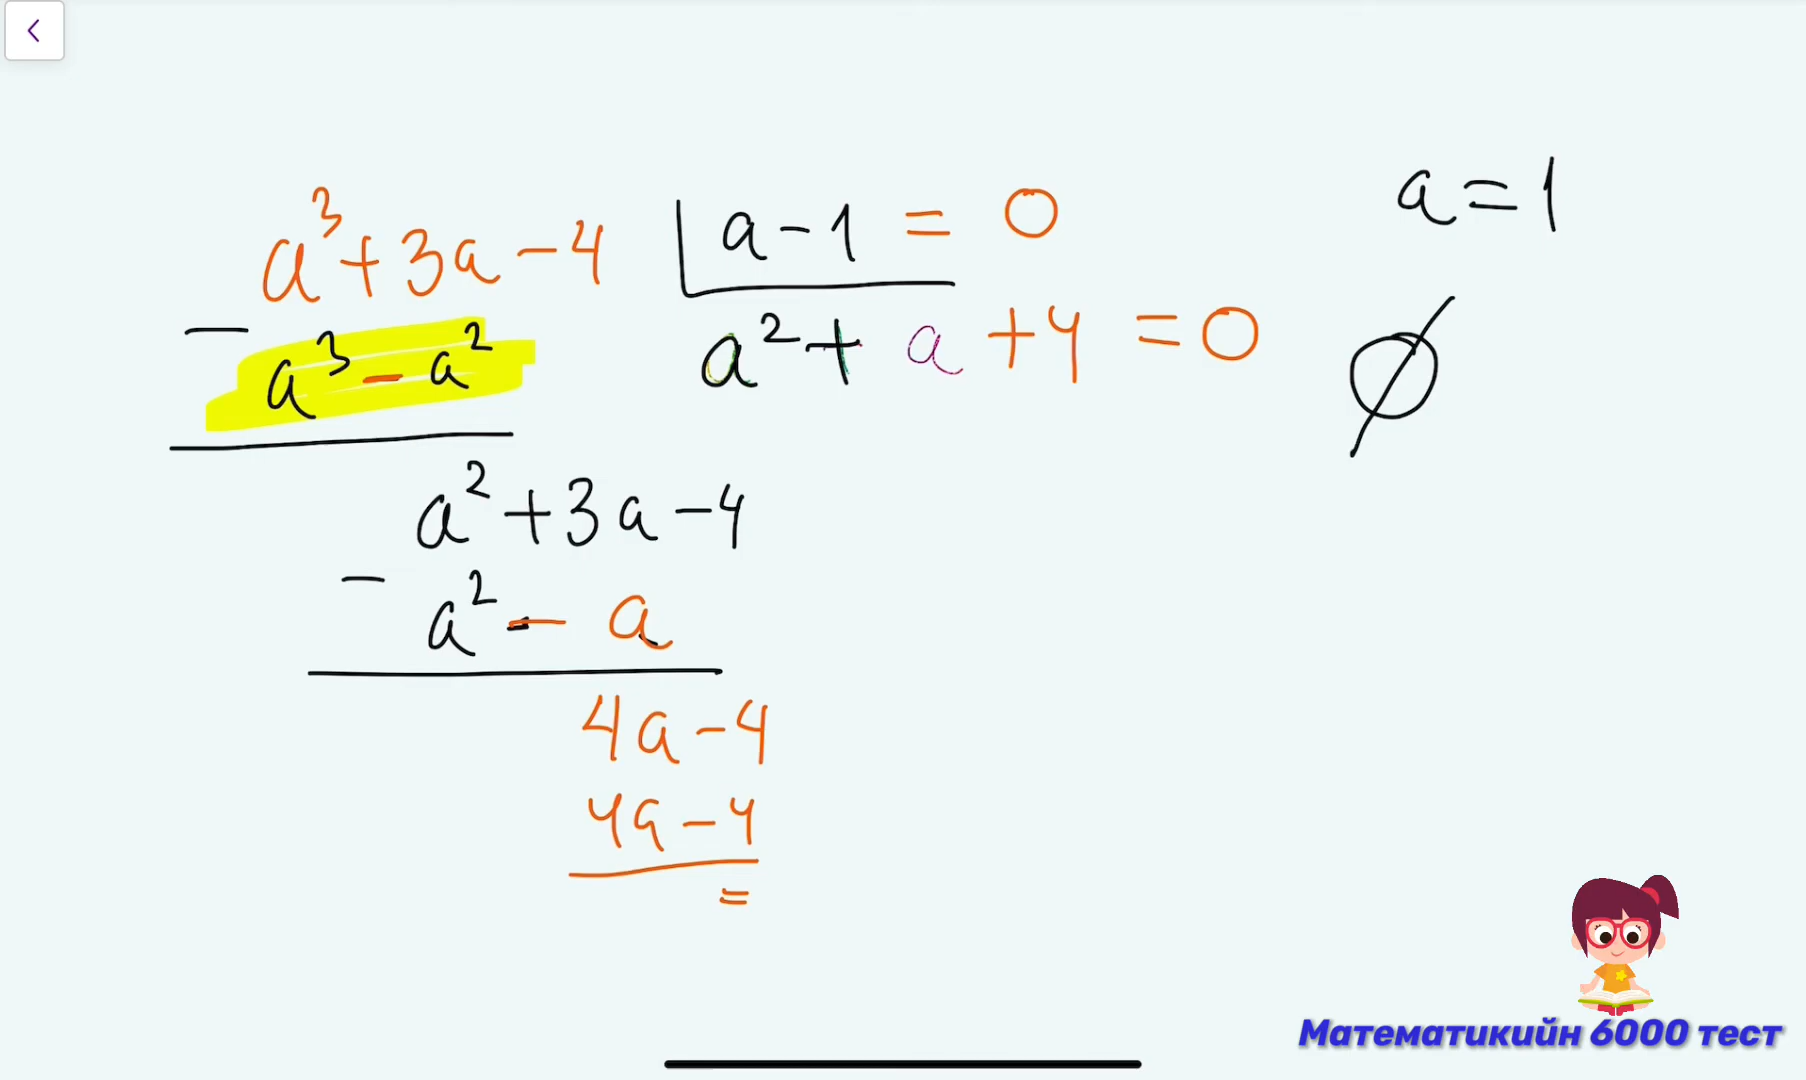 a³+3a-4
a-1 = 0
a=1
- a³-a²
a²+a+4=0
∅
a²+3a-4
- a²-a
4a-4
4a-4
=
Математикийн 6000 тест